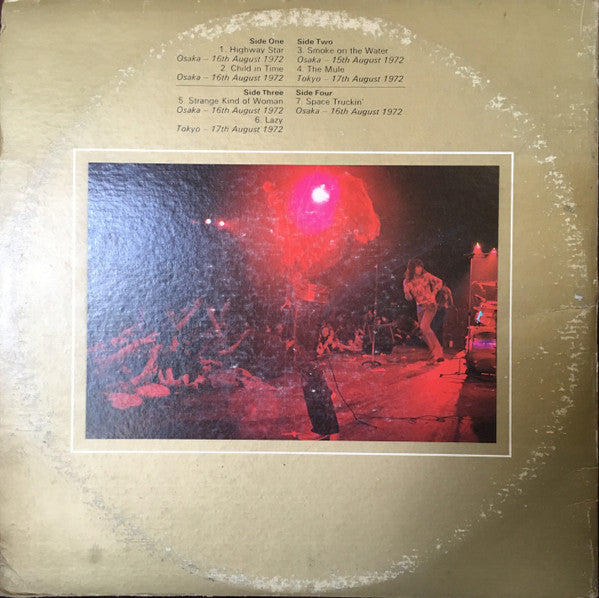 Side One
1. Highway Star
Osaka – 16th August 1972
2. Child in Time
Osaka – 16th August 1972
Side Two
3. Smoke on the Water
Osaka – 15th August 1972
4. The Mule
Tokyo – 17th August 1972
Side Three
5. Strange Kind of Woman
Osaka – 16th August 1972
6. Lazy
Tokyo – 17th August 1972
Side Four
7. Space Truckin'
Osaka – 16th August 1972